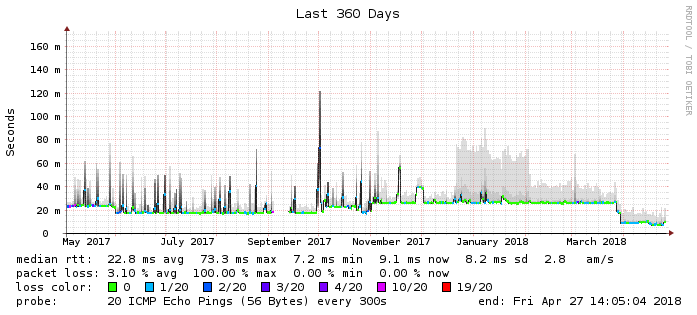 Last 360 Days
RRDTOOL / TOBI OETIKER
Seconds
160 m
140 m
120 m
100 m
80 m
60 m
40 m
20 m
0
May 2017 July 2017 September 2017 November 2017 January 2018 March 2018
median rtt: 22.8 ms avg 73.3 ms max 7.2 ms min 9.1 ms now 8.2 ms sd 2.8 am/s
packet loss: 3.10 % avg 100.00 % max 0.00 % min 0.00 % now
loss color: 0 1/20 2/20 3/20 4/20 10/20 19/20
probe: 20 ICMP Echo Pings (56 Bytes) every 300s end: Fri Apr 27 14:05:04 2018